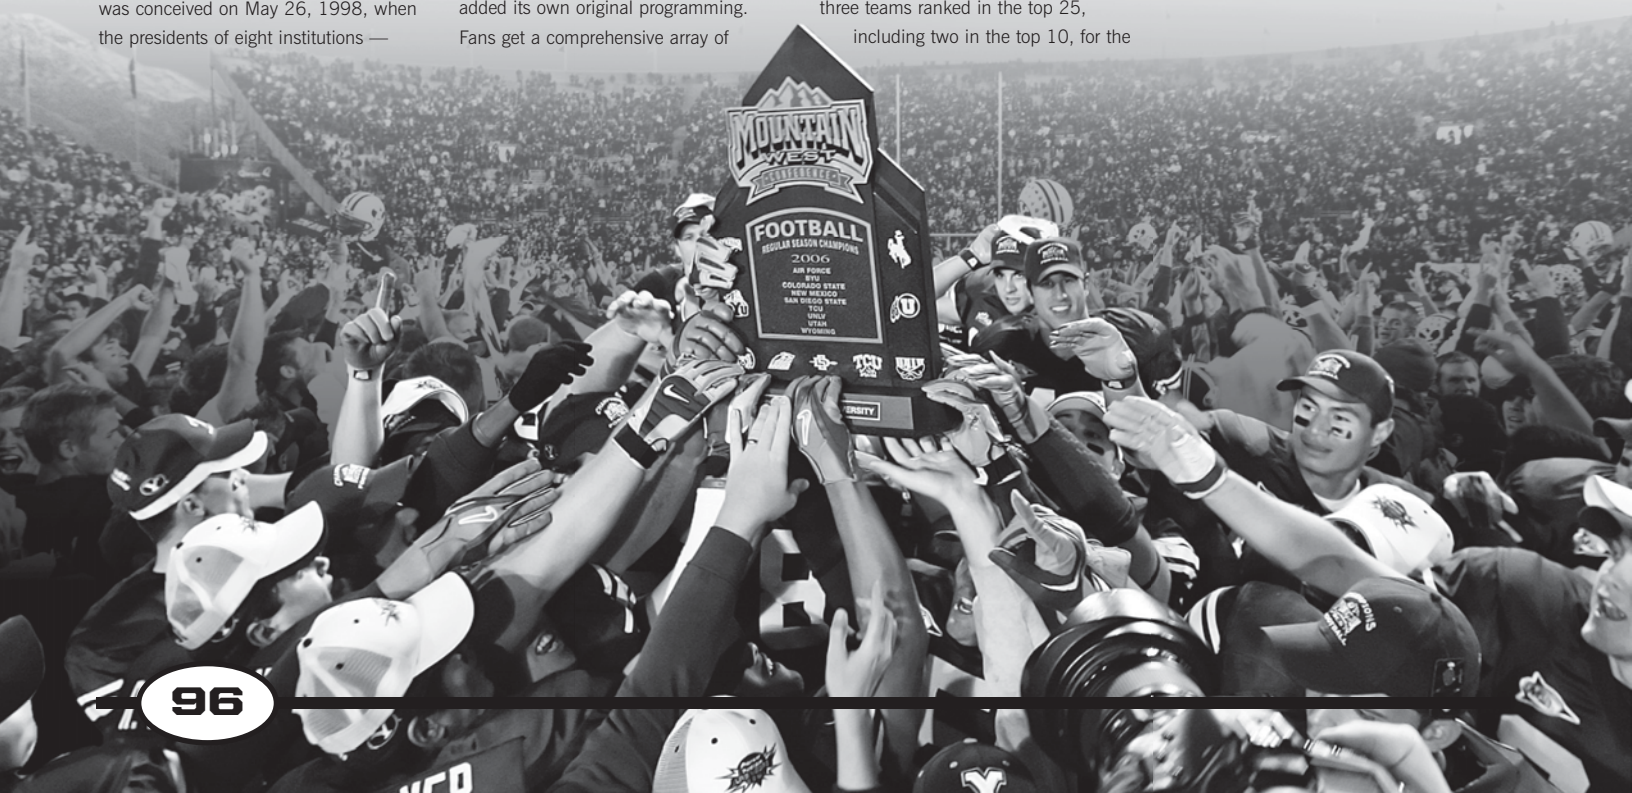 was conceived on May 26, 1998, when
the presidents of eight institutions —
added its own original programming.
Fans get a comprehensive array of
three teams ranked in the top 25,
including two in the top 10, for the
MOUNTAIN
WEST
CONFERENCE
FOOTBALL
REGULAR SEASON CHAMPIONS
2006
AIR FORCE
BYU
COLORADO STATE
NEW MEXICO
SAN DIEGO STATE
TCU
UNLV
UTAH
WYOMING
U
TCU
ERSITY
96
Y